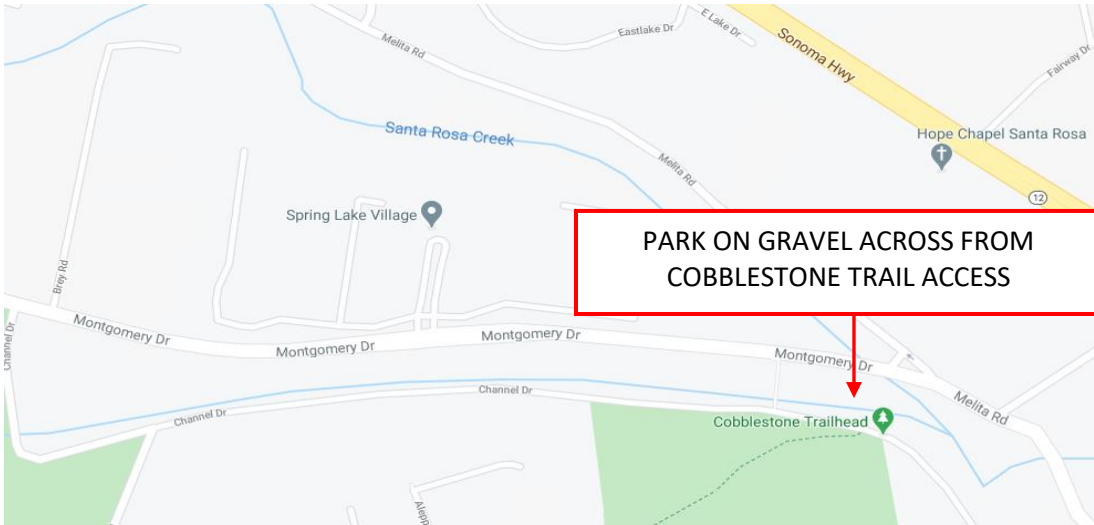 Melita Rd
Eastlake Dr
E Lake Dr
Sonoma Hwy
Fairway Dr
Santa Rosa Creek
Hope Chapel Santa Rosa
Melita Rd
12
Spring Lake Village
PARK ON GRAVEL ACROSS FROM
COBBLESTONE TRAIL ACCESS
Brey Rd
Channel Dr
Montgomery Dr
Montgomery Dr
Montgomery Dr
Montgomery Dr
Channel Dr
Channel Dr
Melita Rd
Cobblestone Trailhead
Alepp